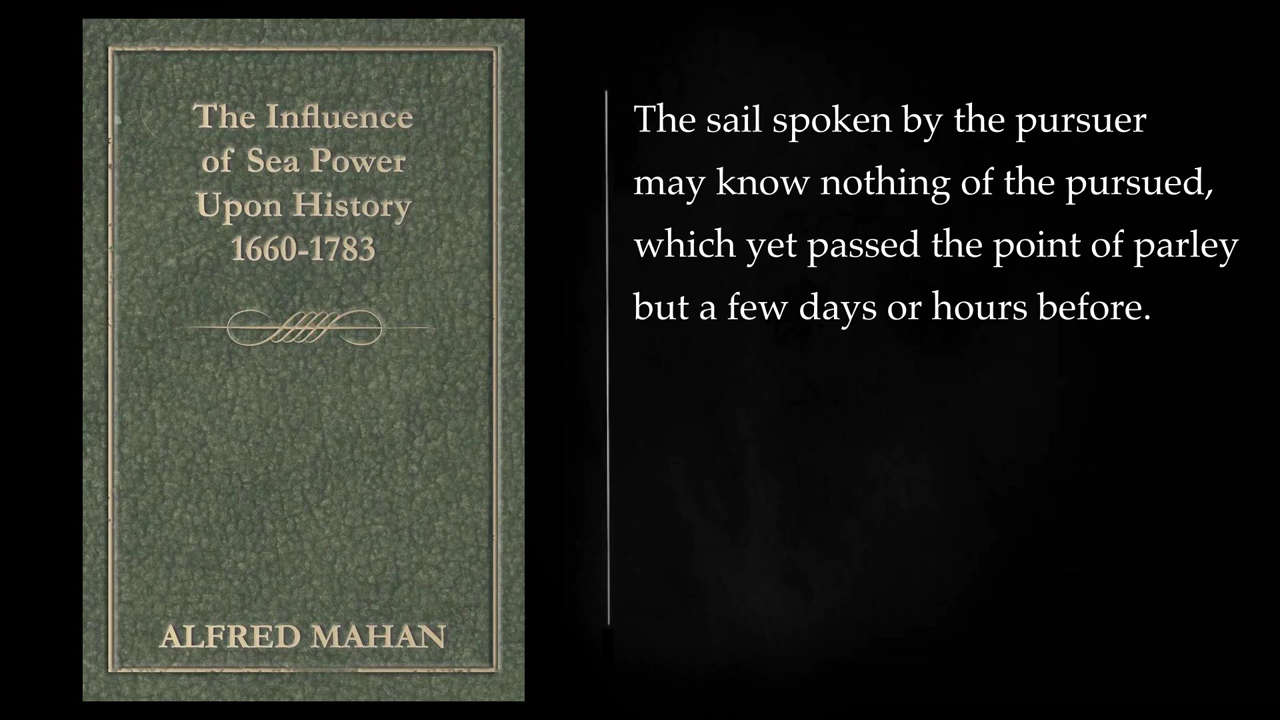 The Influence
of Sea Power
Upon History
1660-1783
ALFRED MAHAN
The sail spoken by the pursuer
may know nothing of the pursued,
which yet passed the point of parley
but a few days or hours before.